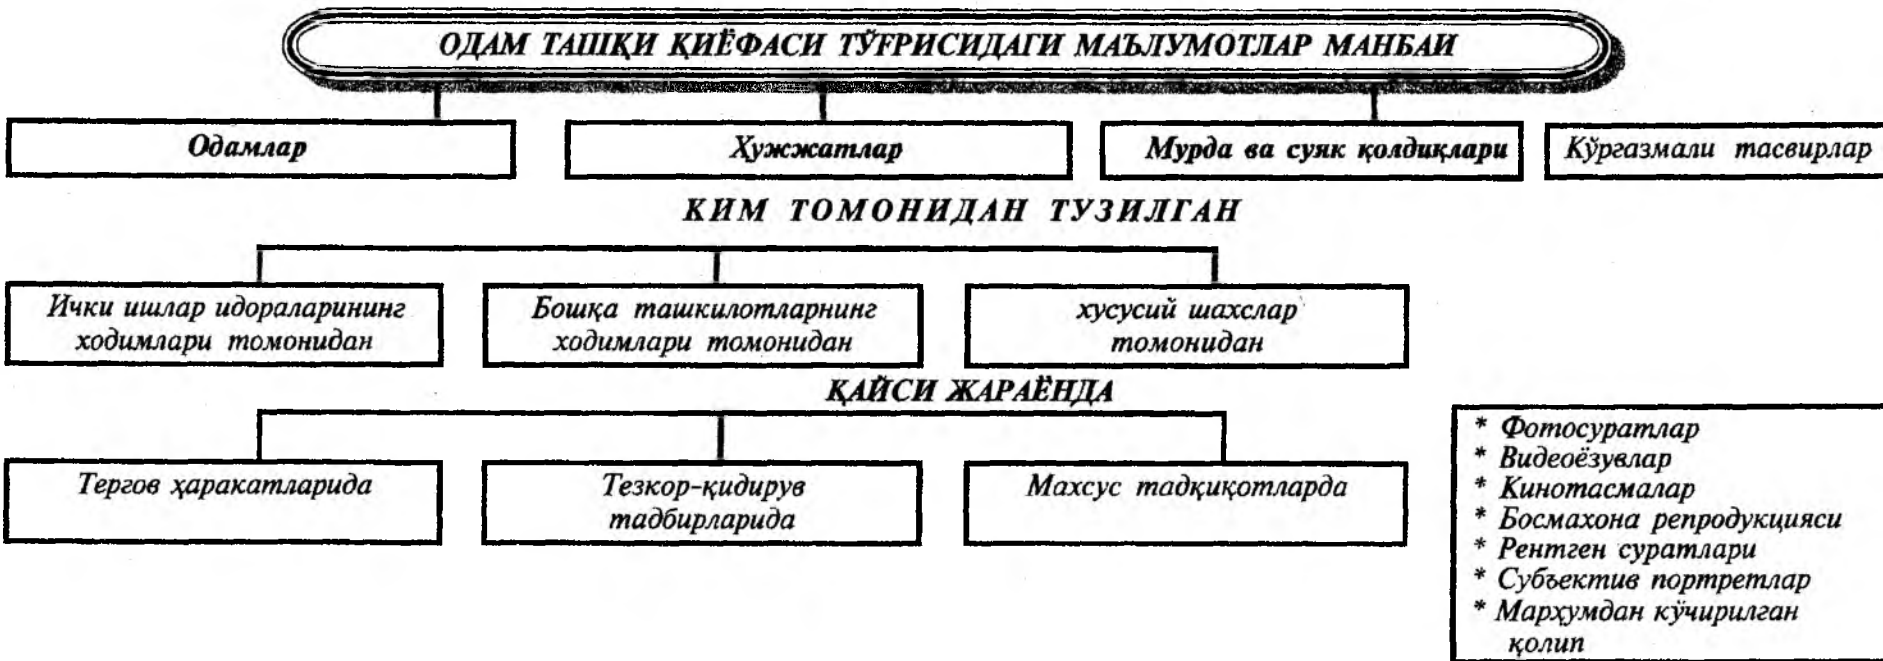 ОДАМ ТАШҚИ ҚИЁФАСИ ТЎҒРИСИДАГИ МАЪЛУМОТЛАР МАНБАИ
Одамлар
Ҳужжатлар
Мурда ва суяк қолдиқлари
Кўргазмали тасвирлар
КИМ ТОМОНИДАН ТУЗИЛГАН
Ички ишлар идораларининг
ходимлари томонидан
Бошқа ташкилотларнинг
ходимлари томонидан
хусусий шахслар
томонидан
ҚАЙСИ ЖАРАЁНДА
Тергов ҳаракатларида
Тезкор-қидирув
тадбирларида
Махсус тадқиқотларда
* Фотосуратлар
* Видеоёзувлар
* Кинотасмалар
* Босмахона репродукцияси
* Рентген суратлари
* Субъектив портретлар
* Марҳумдан кўчирилган
қолип